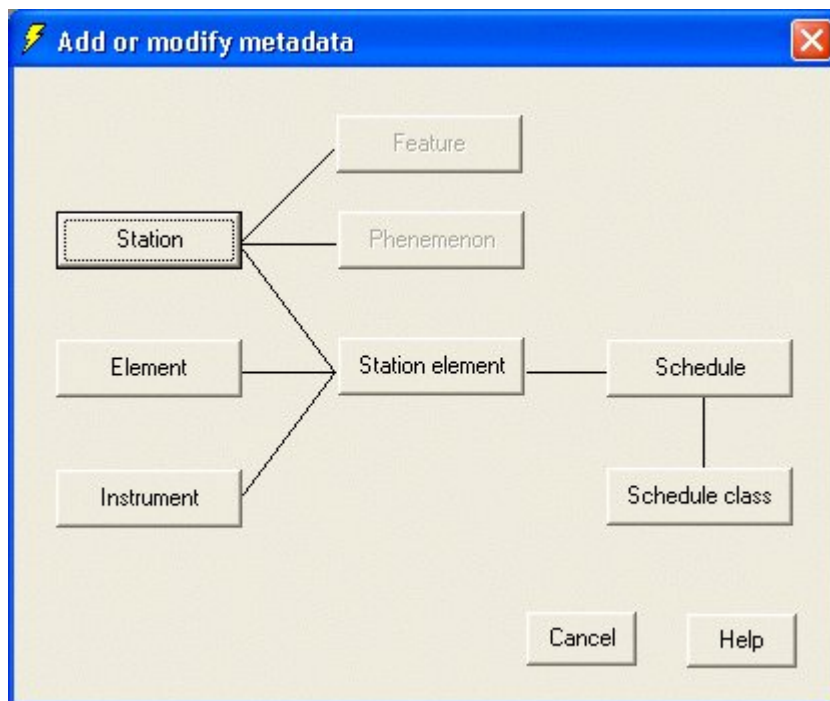 Add or modify metadata
Feature
Station
Phenemenon
Element
Station element
Schedule
Instrument
Schedule class
Cancel
Help